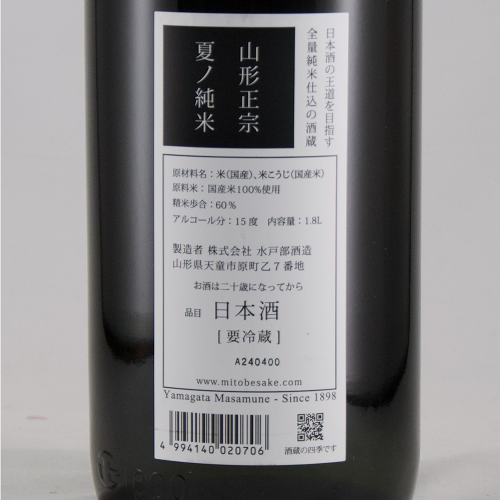 日本酒の王道を目指す
全量純米仕込の酒蔵
山形正宗
夏ノ純米
原材料名：米(国産)、米こうじ(国産米)
原料米：国産米100%使用
精米歩合：60%
アルコール分：15度 内容量：1.8L
製造者 株式会社 水戸部酒造
山形県天童市原町乙7番地
お酒は二十歳になってから
品目 日本酒
[要冷蔵]
A240400
www.mitobesake.com
Yamagata Masamune - Since 1898
4 994140 020706
酒蔵の四季です